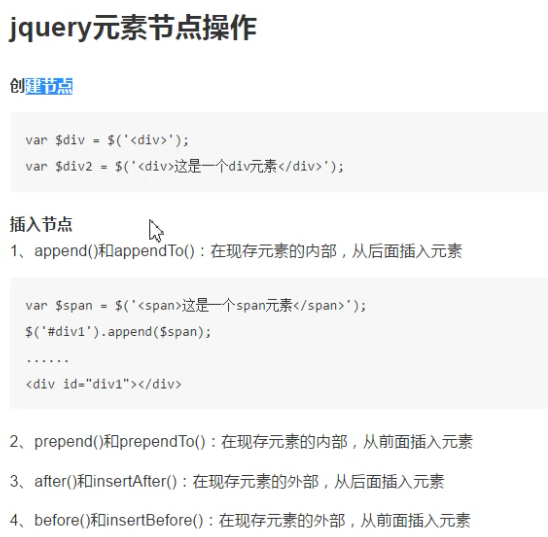 jquery元素节点操作
创建节点
var $div = $('<div>');
var $div2 = $('<div>这是一个div元素</div>');
插入节点
1、append()和appendTo()：在现存元素的内部，从后面插入元素
var $span = $('<span>这是一个span元素</span>');
$('#div1').append($span);
......
<div id="div1"></div>
2、prepend()和prependTo()：在现存元素的内部，从前面插入元素
3、after()和insertAfter()：在现存元素的外部，从后面插入元素
4、before()和insertBefore()：在现存元素的外部，从前面插入元素